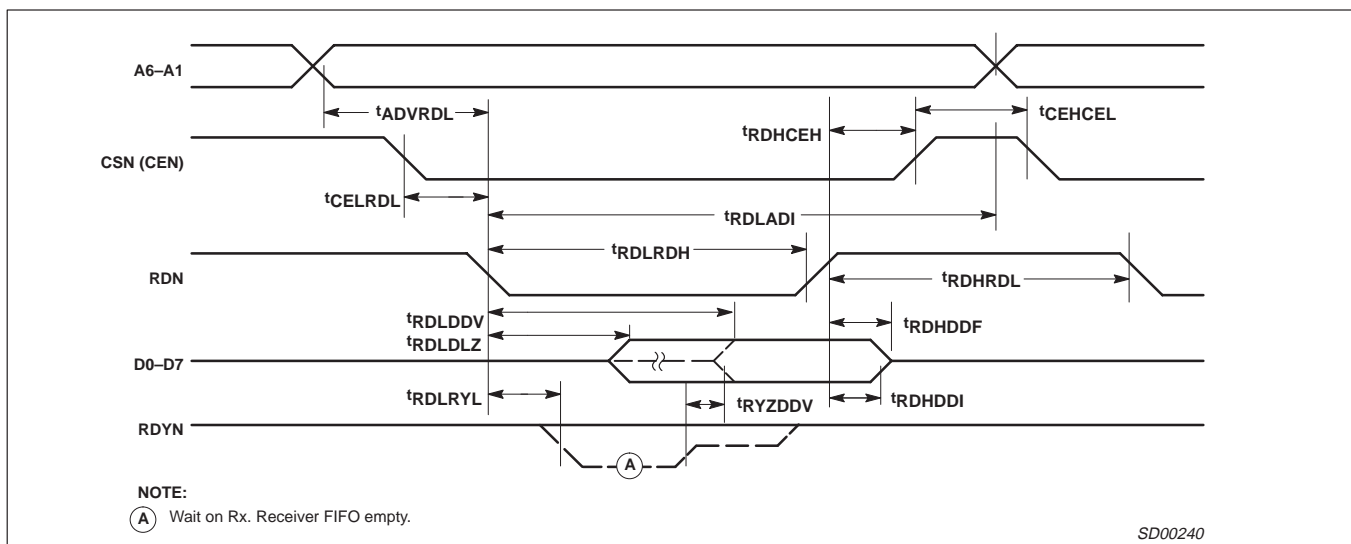 A6–A1
tADVRDL
tCEHCEL
tRDHCEH
CSN (CEN)
tCELRDL
tRDLADI
tRDLRDH
RDN
tRDHRDL
tRDLDDV
tRDHDDF
tRDLDLZ
D0–D7
tRDLRYL
tRYZDDV
tRDHDDI
RDYN
A
NOTE:
A Wait on Rx. Receiver FIFO empty.
SD00240